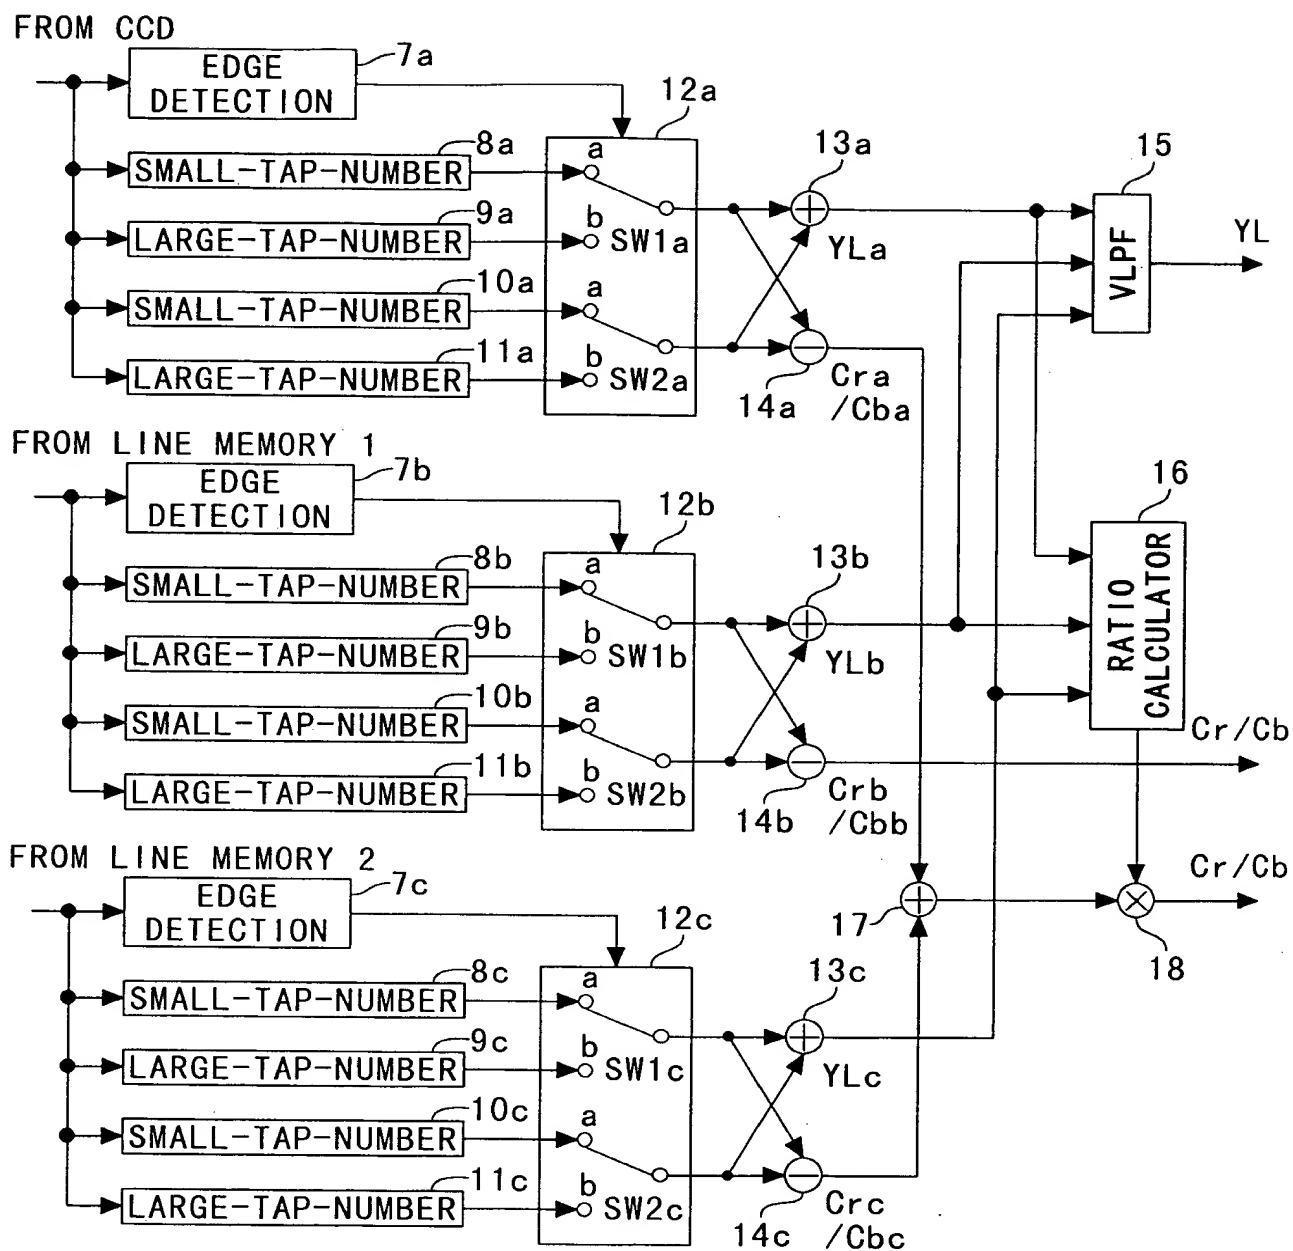 FROM CCD
EDGE
DETECTION
7a
12a
SMALL-TAP-NUMBER
8a
a
13a
15
LARGE-TAP-NUMBER
9a
b
SW1a
YLa
VLPF
YL
SMALL-TAP-NUMBER
10a
a
LARGE-TAP-NUMBER
11a
b
SW2a
14a
Cra
/Cba
FROM LINE MEMORY 1
EDGE
DETECTION
7b
12b
16
SMALL-TAP-NUMBER
8b
a
13b
RATIO
CALCULATOR
LARGE-TAP-NUMBER
9b
b
SW1b
YLb
SMALL-TAP-NUMBER
10b
a
Cr/Cb
LARGE-TAP-NUMBER
11b
b
SW2b
14b
Crb
/Cbb
FROM LINE MEMORY 2
EDGE
DETECTION
7c
12c
17
Cr/Cb
18
SMALL-TAP-NUMBER
8c
a
13c
LARGE-TAP-NUMBER
9c
b
SW1c
YLc
SMALL-TAP-NUMBER
10c
a
LARGE-TAP-NUMBER
11c
b
SW2c
14c
Crc
/Cbc